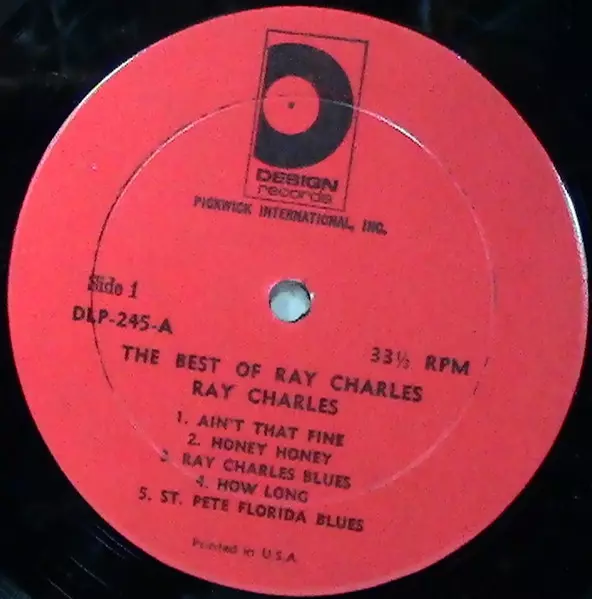 DESIGN
records
PICKWICK INTERNATIONAL, INC.
Side 1
DLP-245-A
33⅓ RPM
THE BEST OF RAY CHARLES
RAY CHARLES
1. AIN'T THAT FINE
2. HONEY HONEY
3 RAY CHARLES BLUES
4. HOW LONG
5. ST. PETE FLORIDA BLUES
Printed in U.S.A.